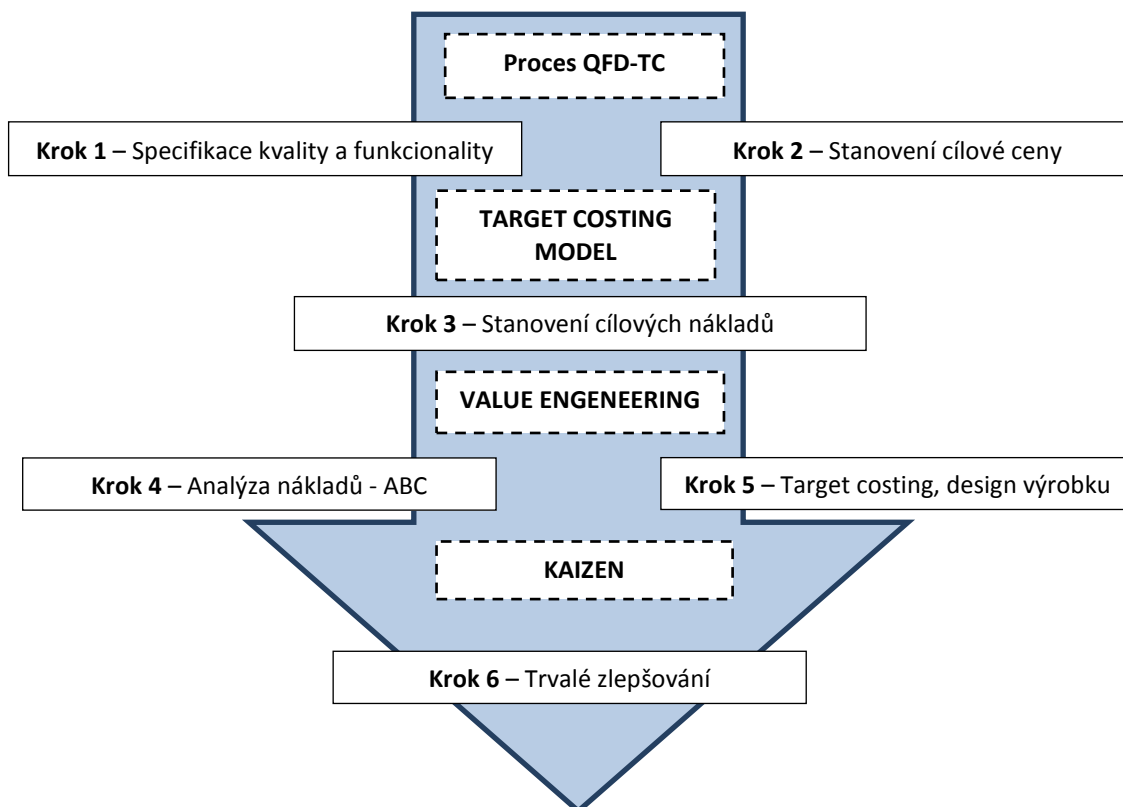 Proces QFD-TC
Krok 1 – Specifikace kvality a funkcionality
Krok 2 – Stanovení cílové ceny
TARGET COSTING
MODEL
Krok 3 – Stanovení cílových nákladů
VALUE ENGENEERING
Krok 4 – Analýza nákladů - ABC
Krok 5 – Target costing, design výrobku
KAIZEN
Krok 6 – Trvalé zlepšování